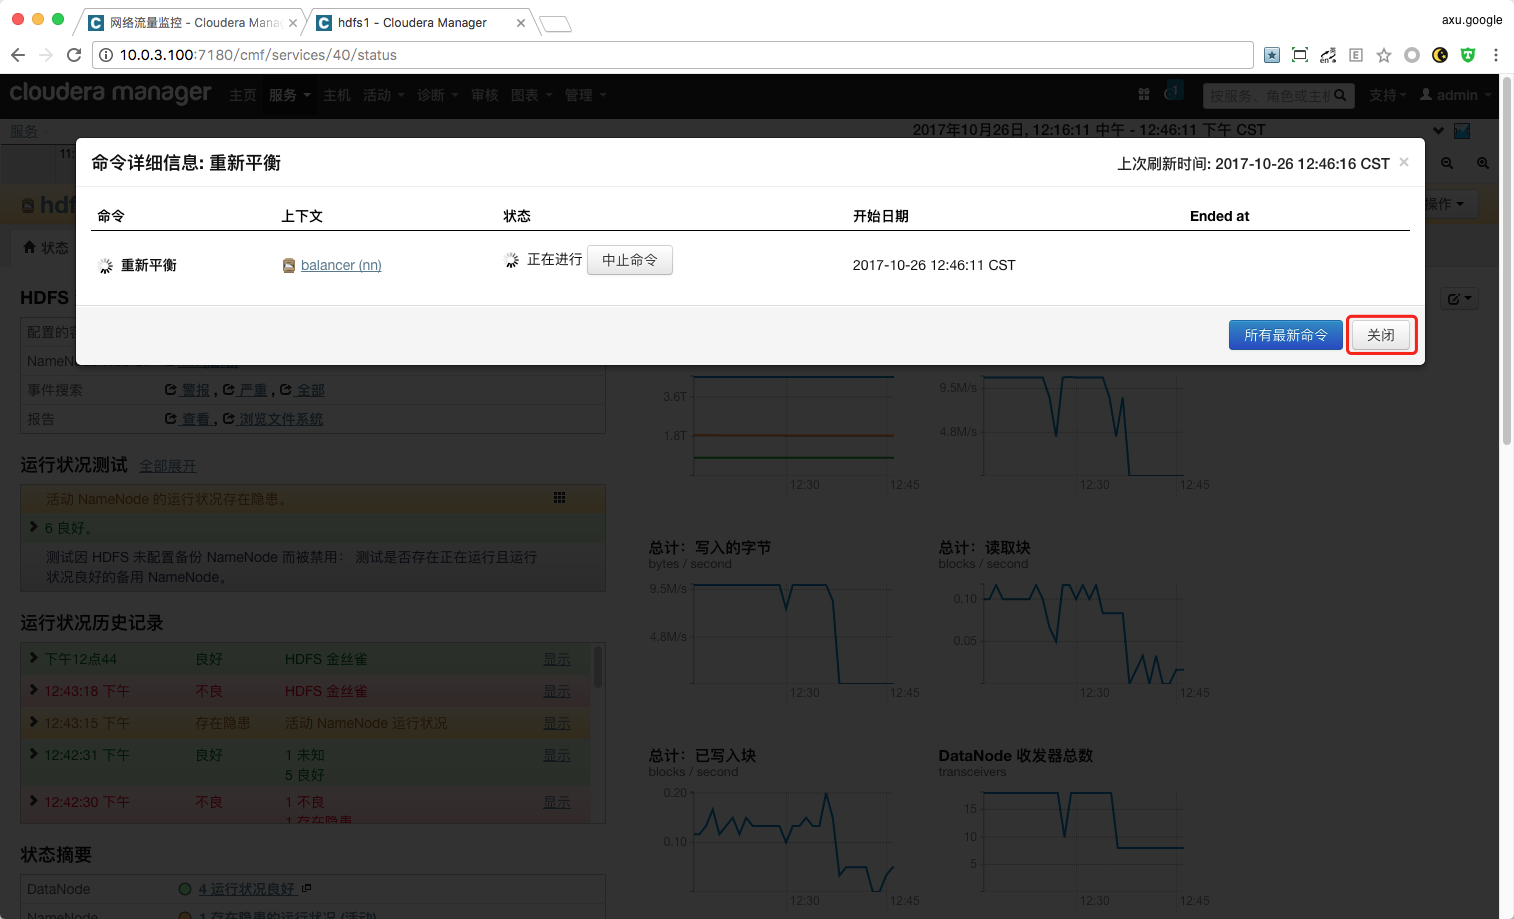 网络流量监控 - Cloudera Mana
hdfs1 - Cloudera Manager
axu.google
10.0.3.100:7180/cmf/services/40/status
cloudera manager 主页 服务 主机 活动 诊断 审核 图表 管理
1
按服务、角色或主机
支持 admin
服务
2017年10月26日, 12:16:11 中午 - 12:46:11 下午 CST
11:
命令详细信息: 重新平衡
上次刷新时间: 2017-10-26 12:46:16 CST ×
hdf
操作
命令 上下文 状态 开始日期 Ended at
状态
重新平衡 balancer (nn) 正在进行 中止命令 2017-10-26 12:46:11 CST
HDFS
所有最新命令 关闭
配置的
NameN
事件搜索 警报, 严重, 全部
报告 查看, 浏览文件系统
3.6T
1.8T
12:30 12:45
9.5M/s
4.8M/s
12:30 12:45
运行状况测试 全部展开
活动 NameNode 的运行状况存在隐患。
6 良好。
测试因 HDFS 未配置备份 NameNode 而被禁用： 测试是否存在正在运行且运行
状况良好的备用 NameNode。
总计：写入的字节
bytes / second
9.5M/s
4.8M/s
12:30 12:45
总计：读取块
blocks / second
0.10
0.05
12:30 12:45
运行状况历史记录
下午12点44 良好 HDFS 金丝雀 显示
12:43:18 下午 不良 HDFS 金丝雀 显示
12:43:15 下午 存在隐患 活动 NameNode 运行状况 显示
12:42:31 下午 良好 1 未知 显示
5 良好
12:42:30 下午 不良 1 不良 显示
1 存在隐患
总计：已写入块
blocks / second
0.20
0.10
12:30 12:45
DataNode 收发器总数
transceivers
15
10
5
12:30 12:45
状态摘要
DataNode 4 运行状况良好
NameNode 1 存在隐患的运行状况 (活动)